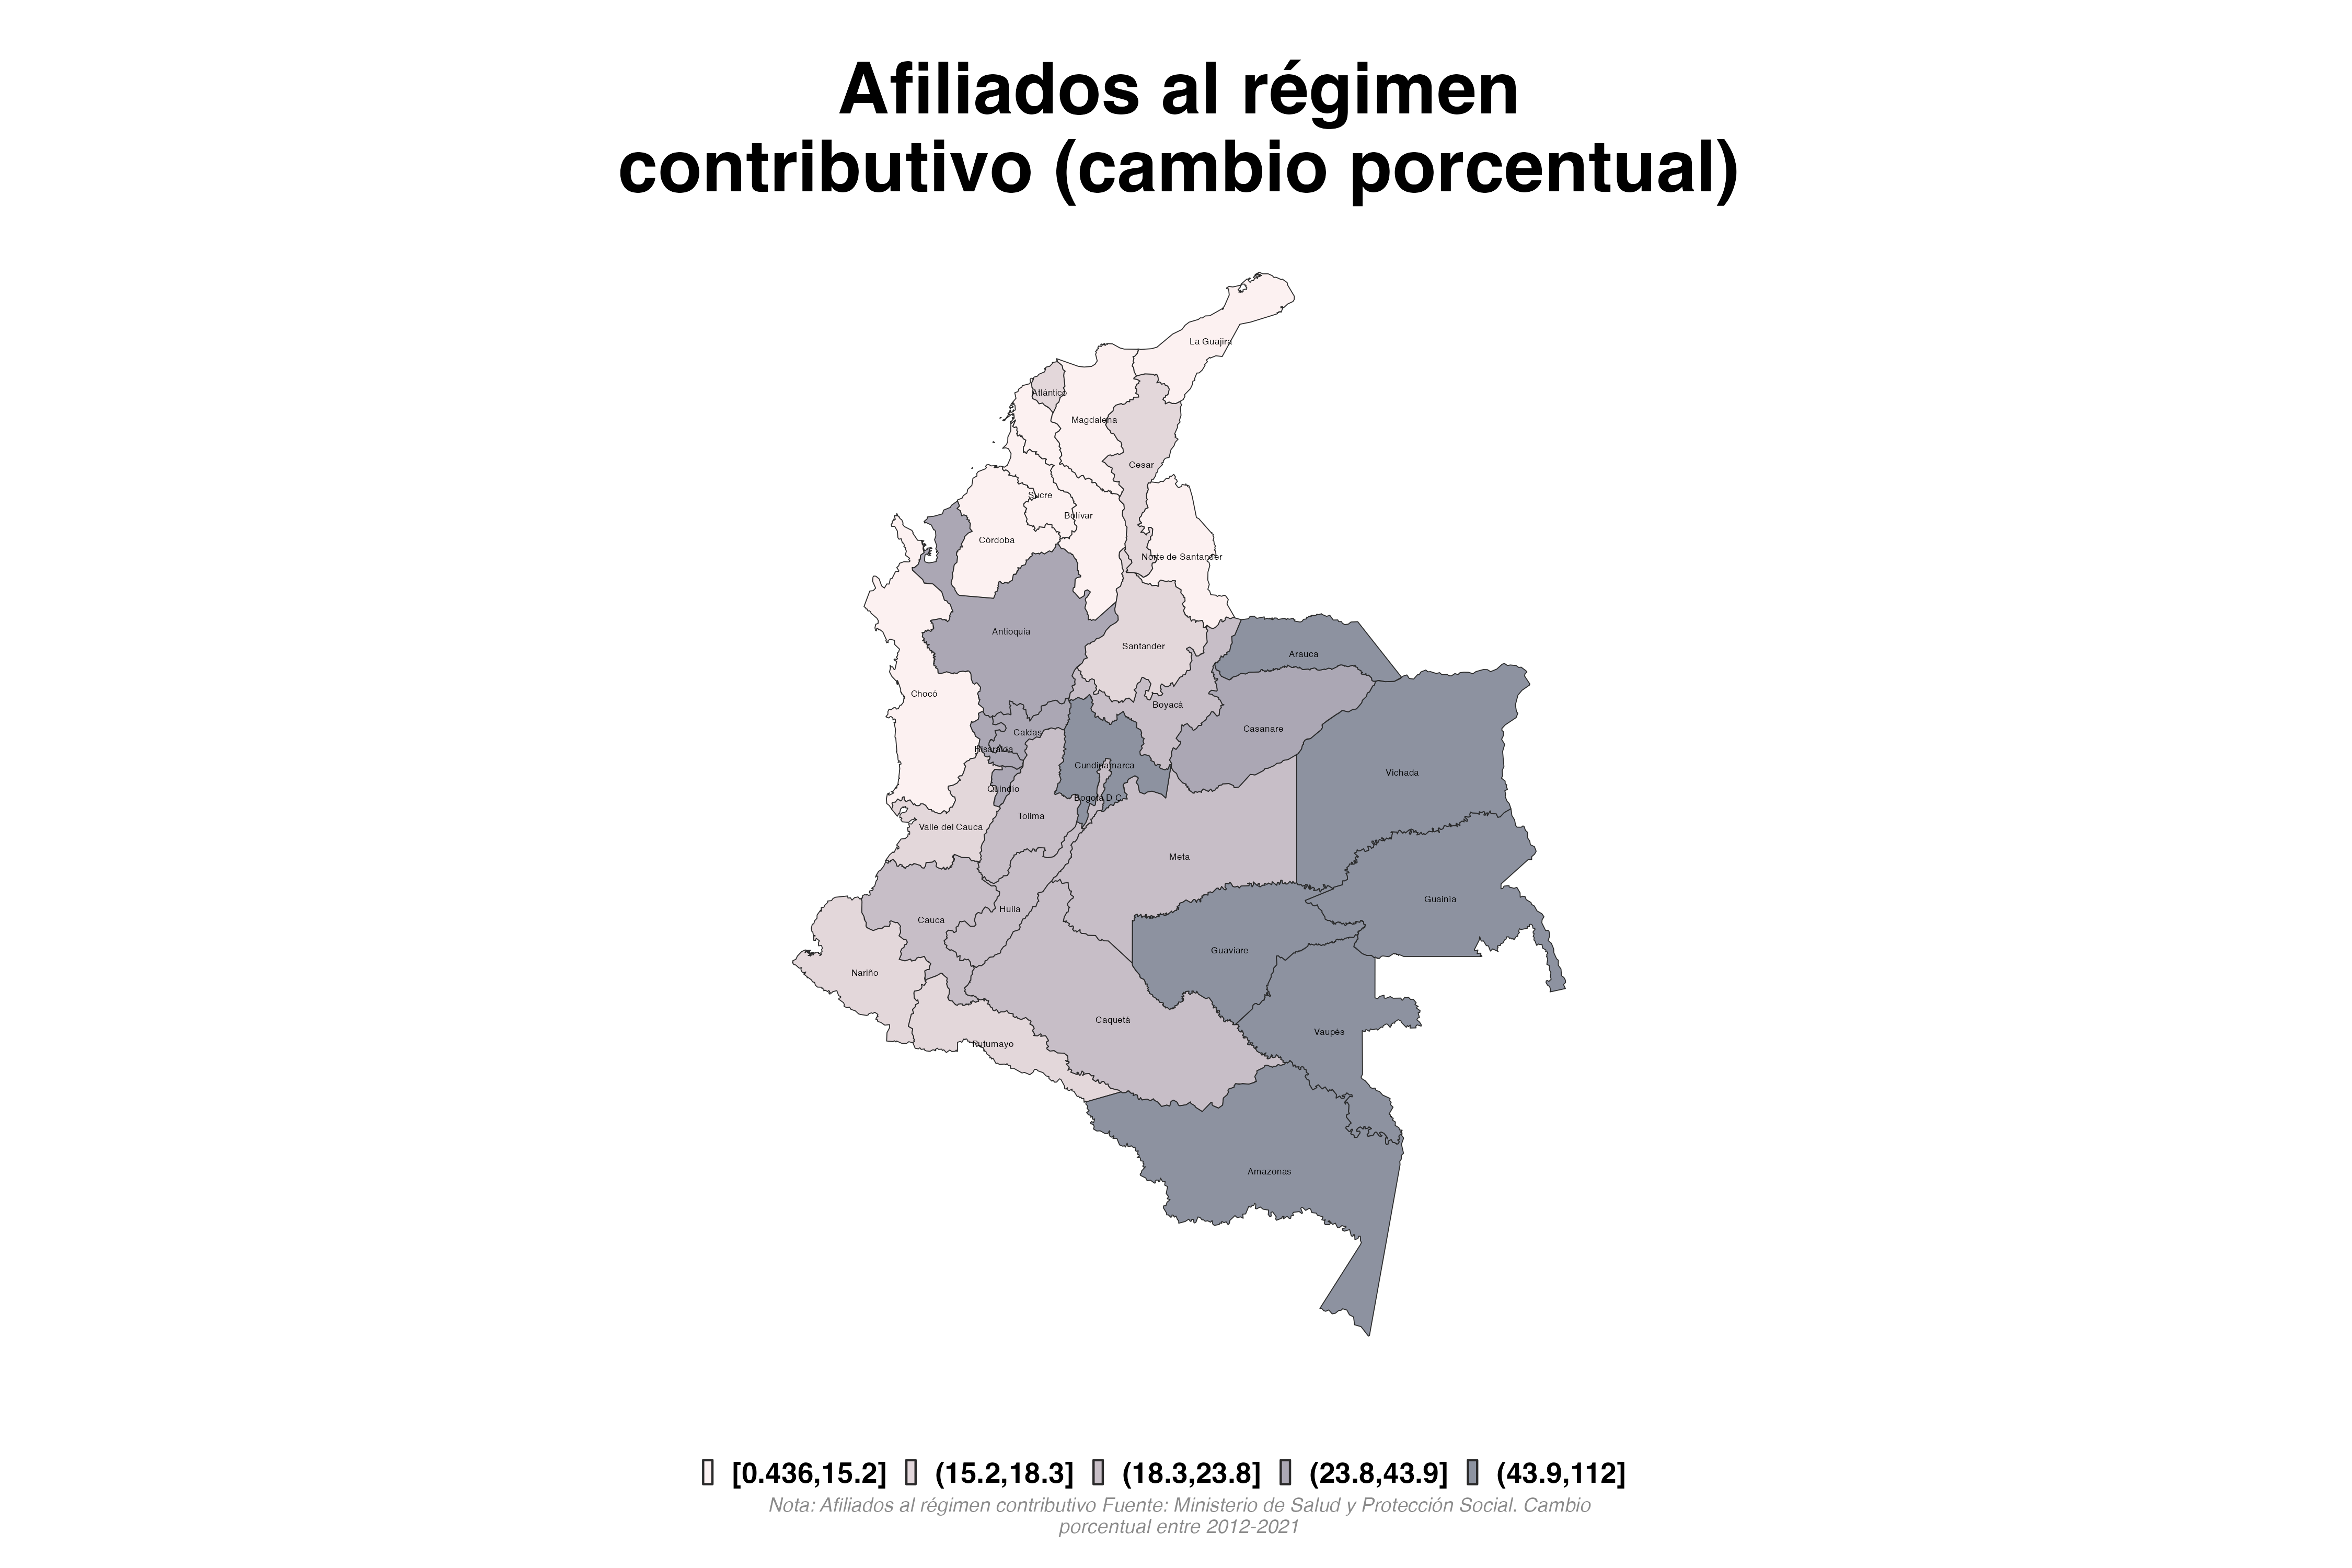 Afiliados al régimen
contributivo (cambio porcentual)
La Guajira
Atlántico
Magdalena
Cesar
Sucre
Bolívar
Córdoba
Norte de Santander
Antioquia
Santander
Arauca
Chocó
Boyacá
Casanare
Caldas
Risaralda
Cundinamarca
Vichada
Quindío
Bogotá D.C.
Tolima
Valle del Cauca
Meta
Guainía
Huila
Cauca
Guaviare
Nariño
Caquetá
Vaupés
Putumayo
Amazonas
[0.436,15.2] (15.2,18.3] (18.3,23.8] (23.8,43.9] (43.9,112]
Nota: Afiliados al régimen contributivo Fuente: Ministerio de Salud y Protección Social. Cambio
porcentual entre 2012-2021